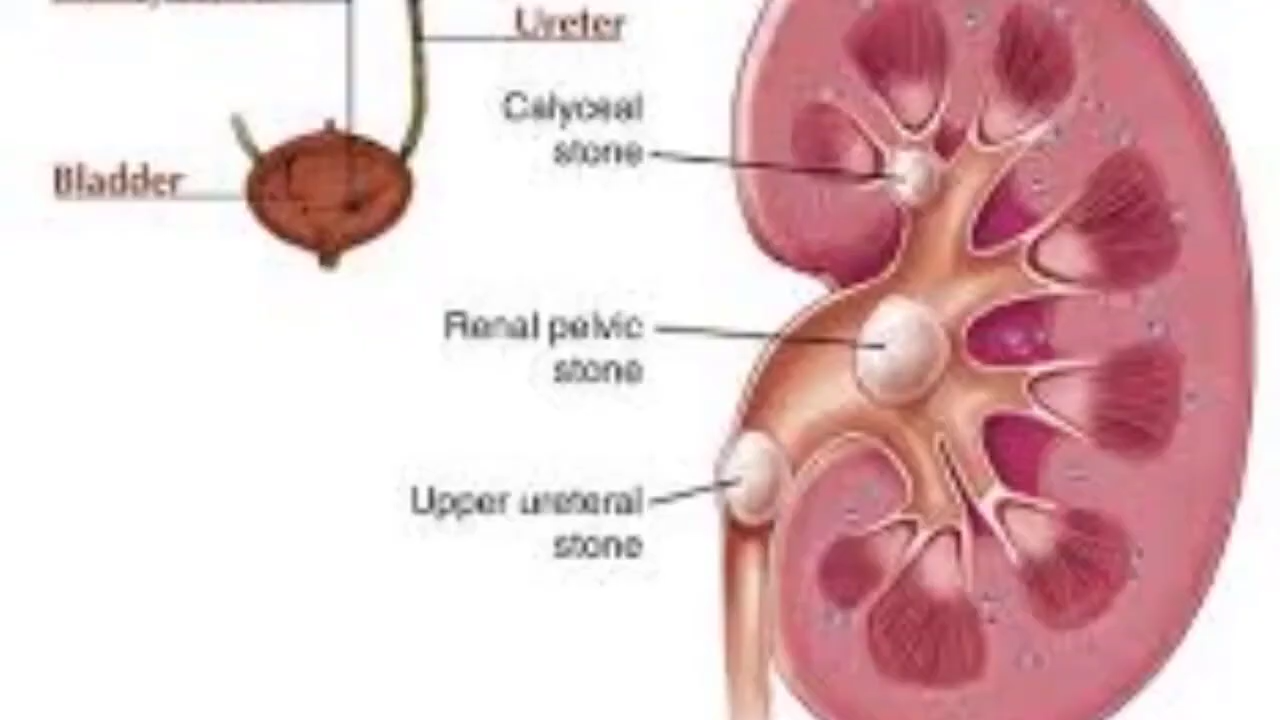 Ureter
Calyceal
stone
Bladder
Renal pelvic
stone
Upper ureteral
stone